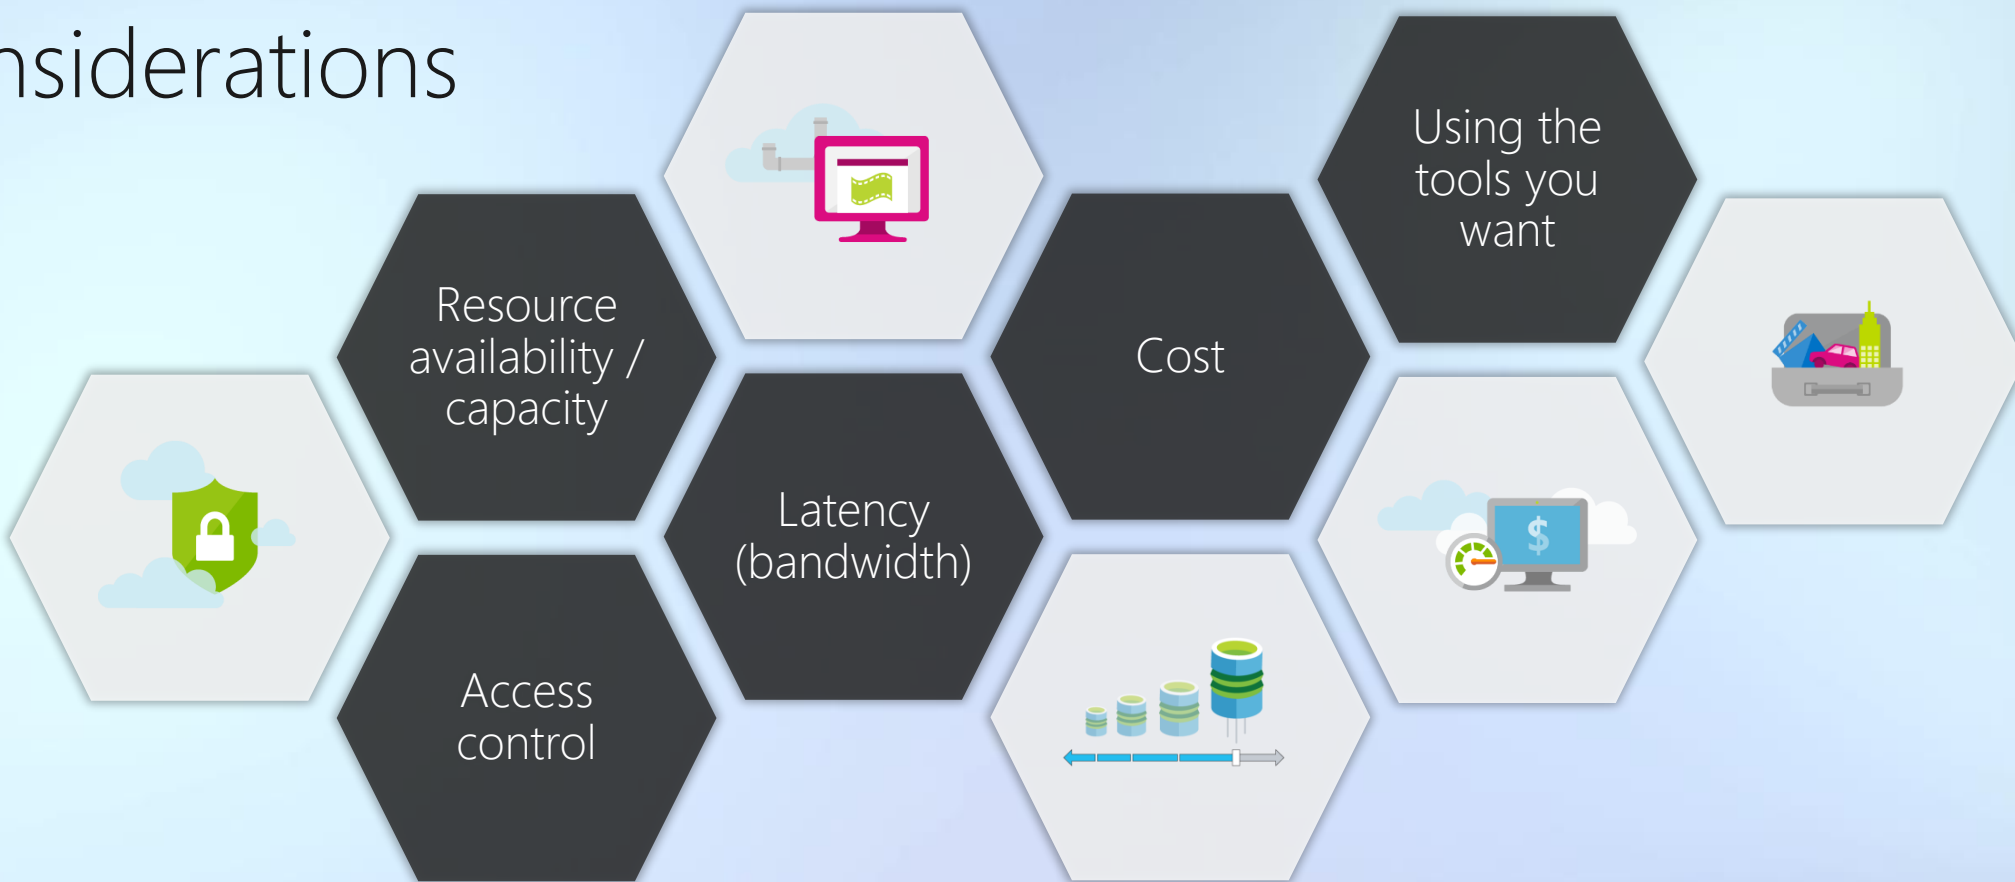 nsiderations
Using the
tools you
want
Resource
availability /
capacity
Cost
Latency
(bandwidth)
Access
control
$